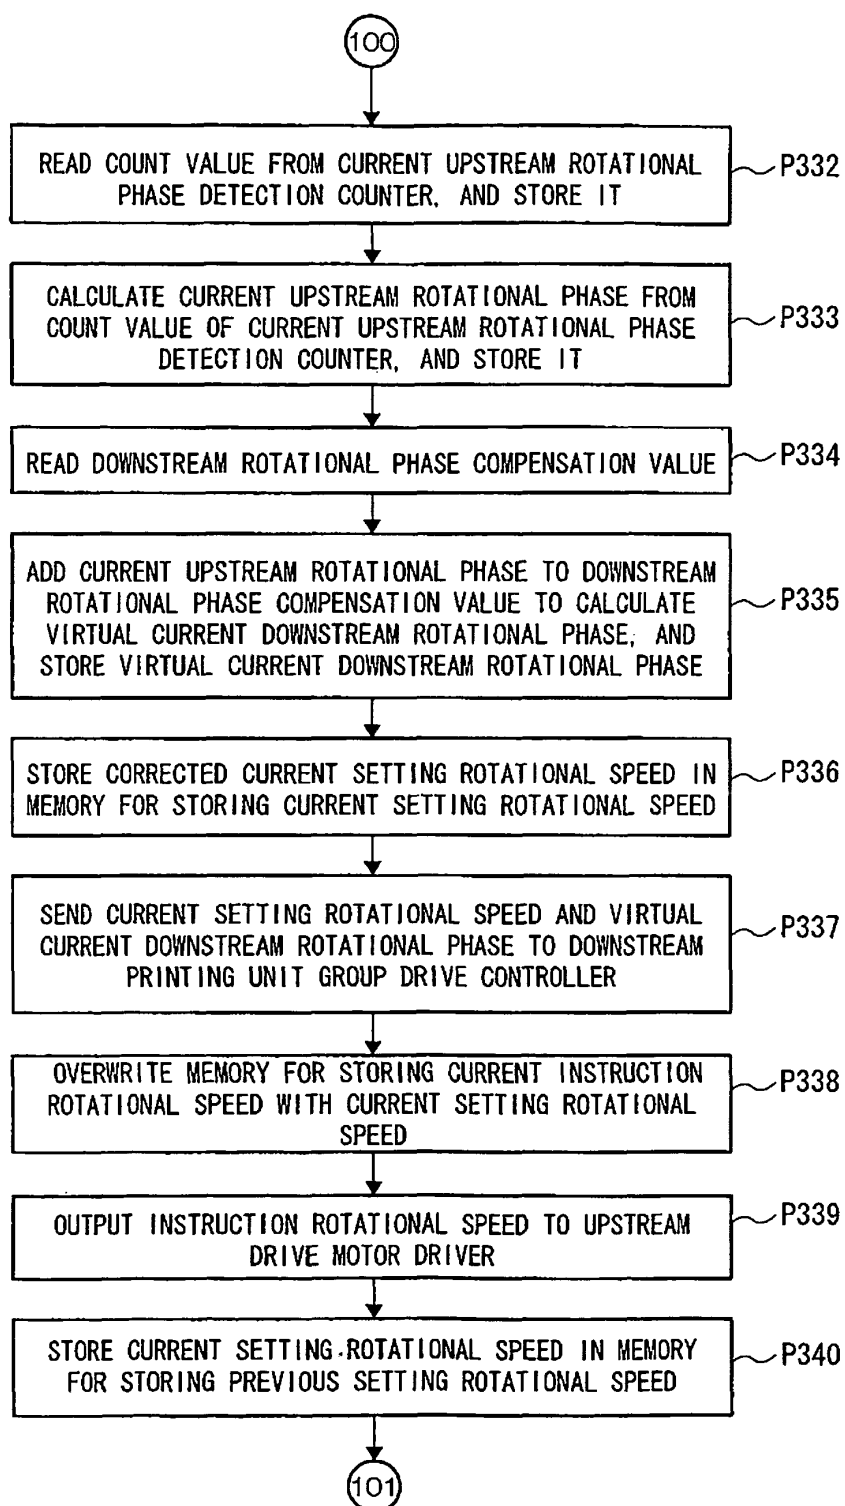 100
READ COUNT VALUE FROM CURRENT UPSTREAM ROTATIONAL
PHASE DETECTION COUNTER, AND STORE IT
P332
CALCULATE CURRENT UPSTREAM ROTATIONAL PHASE FROM
COUNT VALUE OF CURRENT UPSTREAM ROTATIONAL PHASE
DETECTION COUNTER, AND STORE IT
P333
READ DOWNSTREAM ROTATIONAL PHASE COMPENSATION VALUE
P334
ADD CURRENT UPSTREAM ROTATIONAL PHASE TO DOWNSTREAM
ROTATIONAL PHASE COMPENSATION VALUE TO CALCULATE
VIRTUAL CURRENT DOWNSTREAM ROTATIONAL PHASE, AND
STORE VIRTUAL CURRENT DOWNSTREAM ROTATIONAL PHASE
P335
STORE CORRECTED CURRENT SETTING ROTATIONAL SPEED IN
MEMORY FOR STORING CURRENT SETTING ROTATIONAL SPEED
P336
SEND CURRENT SETTING ROTATIONAL SPEED AND VIRTUAL
CURRENT DOWNSTREAM ROTATIONAL PHASE TO DOWNSTREAM
PRINTING UNIT GROUP DRIVE CONTROLLER
P337
OVERWRITE MEMORY FOR STORING CURRENT INSTRUCTION
ROTATIONAL SPEED WITH CURRENT SETTING ROTATIONAL
SPEED
P338
OUTPUT INSTRUCTION ROTATIONAL SPEED TO UPSTREAM
DRIVE MOTOR DRIVER
P339
STORE CURRENT SETTING ROTATIONAL SPEED IN MEMORY
FOR STORING PREVIOUS SETTING ROTATIONAL SPEED
P340
101